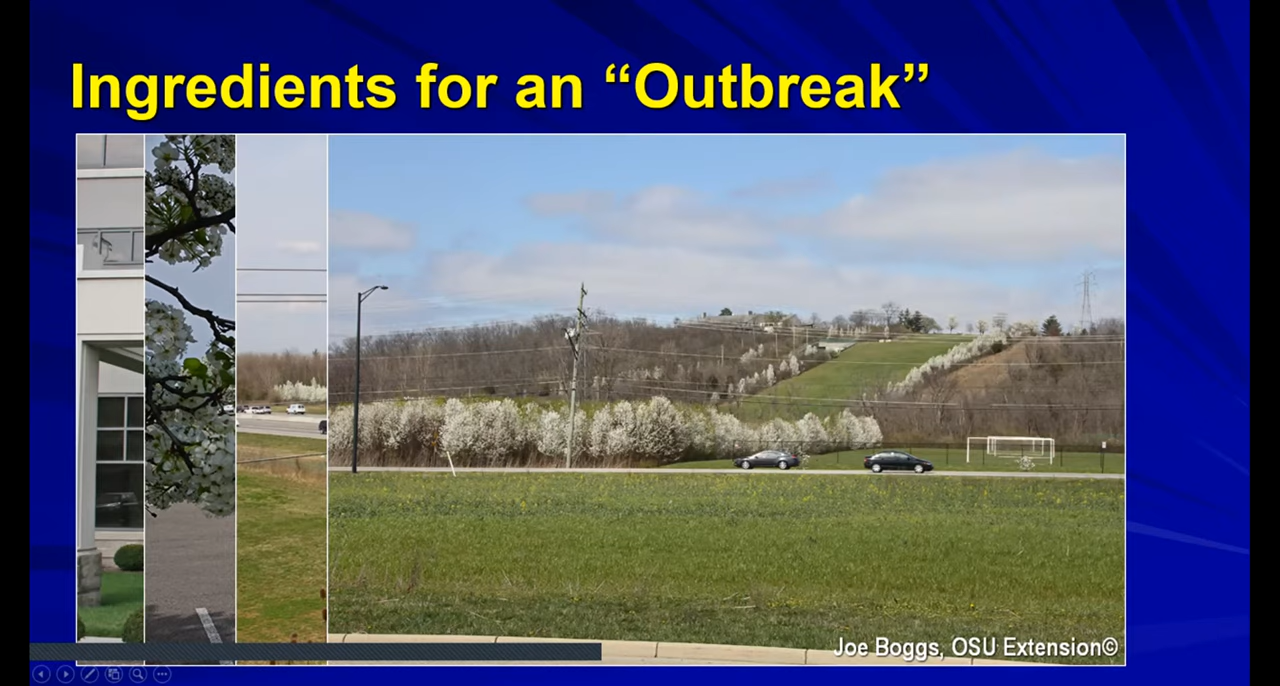 Ingredients for an “Outbreak”
Joe Boggs, OSU Extension©